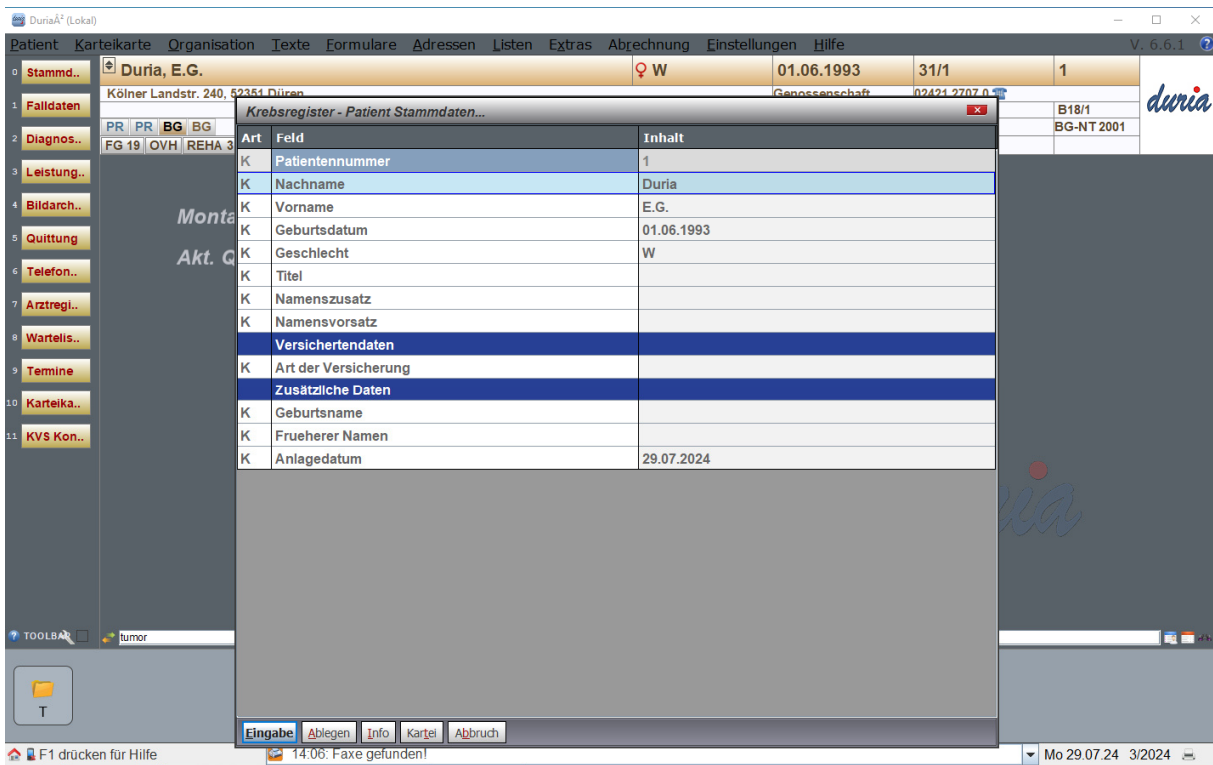 DuriaÂ² (Lokal)
Patient Karteikarte Organisation Texte Formulare Adressen Listen Extras Abrechnung Einstellungen Hilfe V. 6.6.1 ?
0 Stammd.. Duria, E.G. ♀ W 01.06.1993 31/1 1
Kölner Landstr. 240, 52351 Düren Genossenschaft 02421 2707 0
duria
1 Falldaten B18/1
PR PR BG BG BG-NT 2001
2 Diagnos.. FG 19 OVH REHA 3
3 Leistung..
4 Bildarch..
Monta
5 Quittung
Akt. Q
6 Telefon..
7 Arztregi..
8 Wartelis..
9 Termine
10 Karteika..
11 KVS Kon..
Krebsregister - Patient Stammdaten...
Art Feld Inhalt
K Patientennummer 1
K Nachname Duria
K Vorname E.G.
K Geburtsdatum 01.06.1993
K Geschlecht W
K Titel
K Namenszusatz
K Namensvorsatz
Versichertendaten
K Art der Versicherung
Zusätzliche Daten
K Geburtsname
K Frueherer Namen
K Anlagedatum 29.07.2024
? TOOLBAR tumor
T
Eingabe Ablegen Info Kartei Abbruch
F1 drücken für Hilfe 14:06: Faxe gefunden! Mo 29.07.24 3/2024